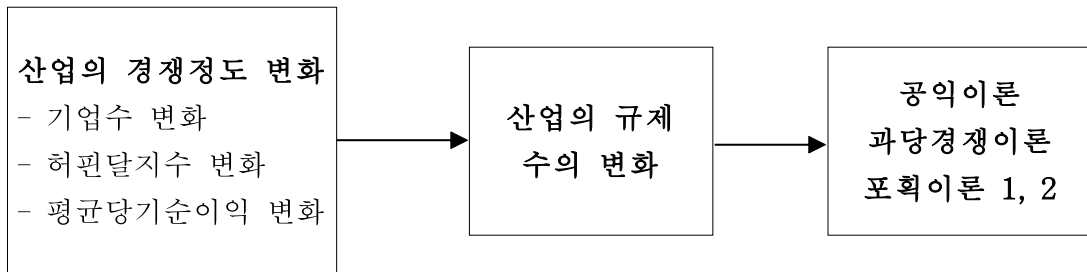 산업의 경쟁정도 변화
- 기업수 변화
- 허핀달지수 변화
- 평균당기순이익 변화
산업의 규제
수의 변화
공익이론
과당경쟁이론
포획이론 1, 2